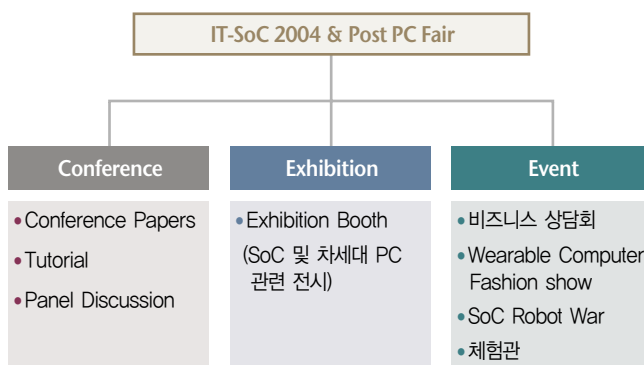 IT-SoC 2004 & Post PC Fair
Conference
• Conference Papers
• Tutorial
• Panel Discussion
Exhibition
• Exhibition Booth
(SoC 및 차세대 PC
관련 전시)
Event
• 비즈니스 상담회
• Wearable Computer
Fashion show
• SoC Robot War
• 체험관